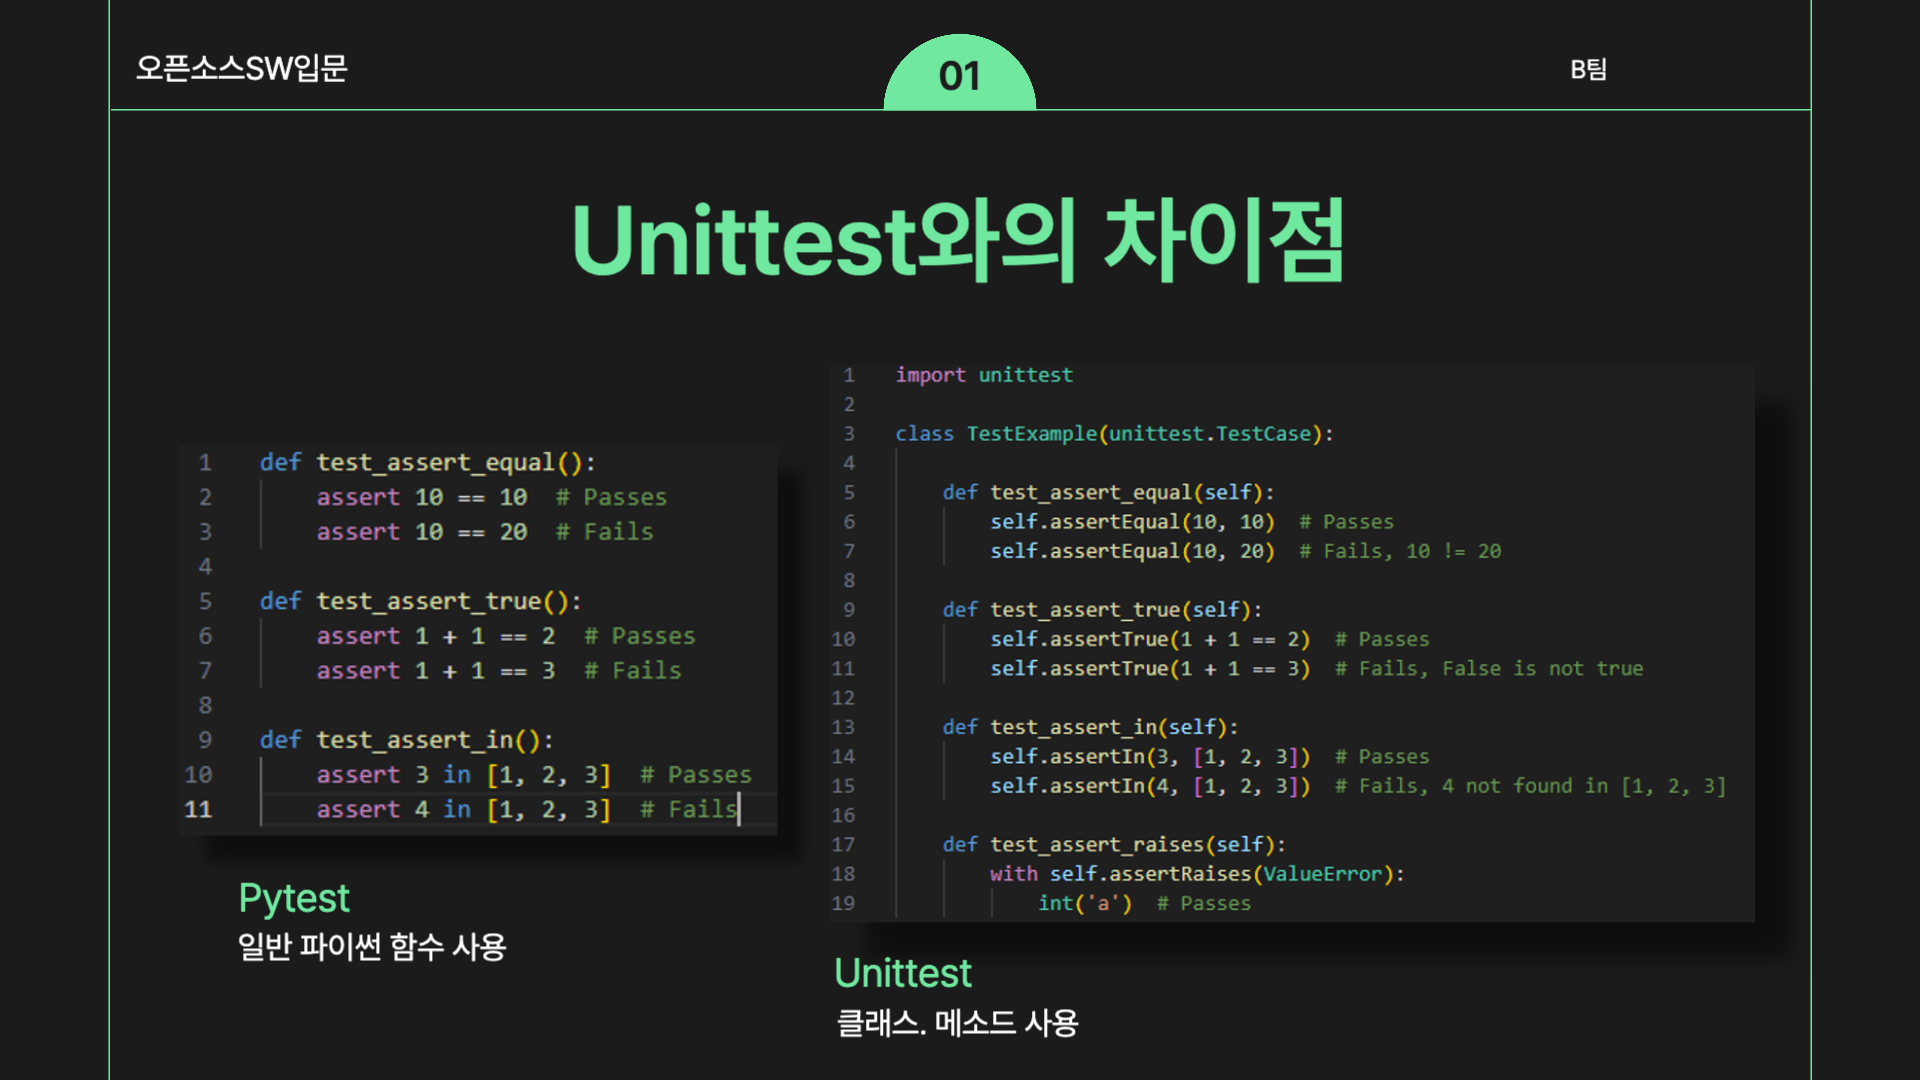 오픈소스SW입문
01
B팀
Unittest와의 차이점
1 def test_assert_equal():
2 assert 10 == 10 # Passes
3 assert 10 == 20 # Fails
4
5 def test_assert_true():
6 assert 1 + 1 == 2 # Passes
7 assert 1 + 1 == 3 # Fails
8
9 def test_assert_in():
10 assert 3 in [1, 2, 3] # Passes
11 assert 4 in [1, 2, 3] # Fails
Pytest
일반 파이썬 함수 사용
1 import unittest
2
3 class TestExample(unittest.TestCase):
4
5 def test_assert_equal(self):
6 self.assertEqual(10, 10) # Passes
7 self.assertEqual(10, 20) # Fails, 10 != 20
8
9 def test_assert_true(self):
10 self.assertTrue(1 + 1 == 2) # Passes
11 self.assertTrue(1 + 1 == 3) # Fails, False is not true
12
13 def test_assert_in(self):
14 self.assertIn(3, [1, 2, 3]) # Passes
15 self.assertIn(4, [1, 2, 3]) # Fails, 4 not found in [1, 2, 3]
16
17 def test_assert_raises(self):
18 with self.assertRaises(ValueError):
19 int('a') # Passes
Unittest
클래스. 메소드 사용